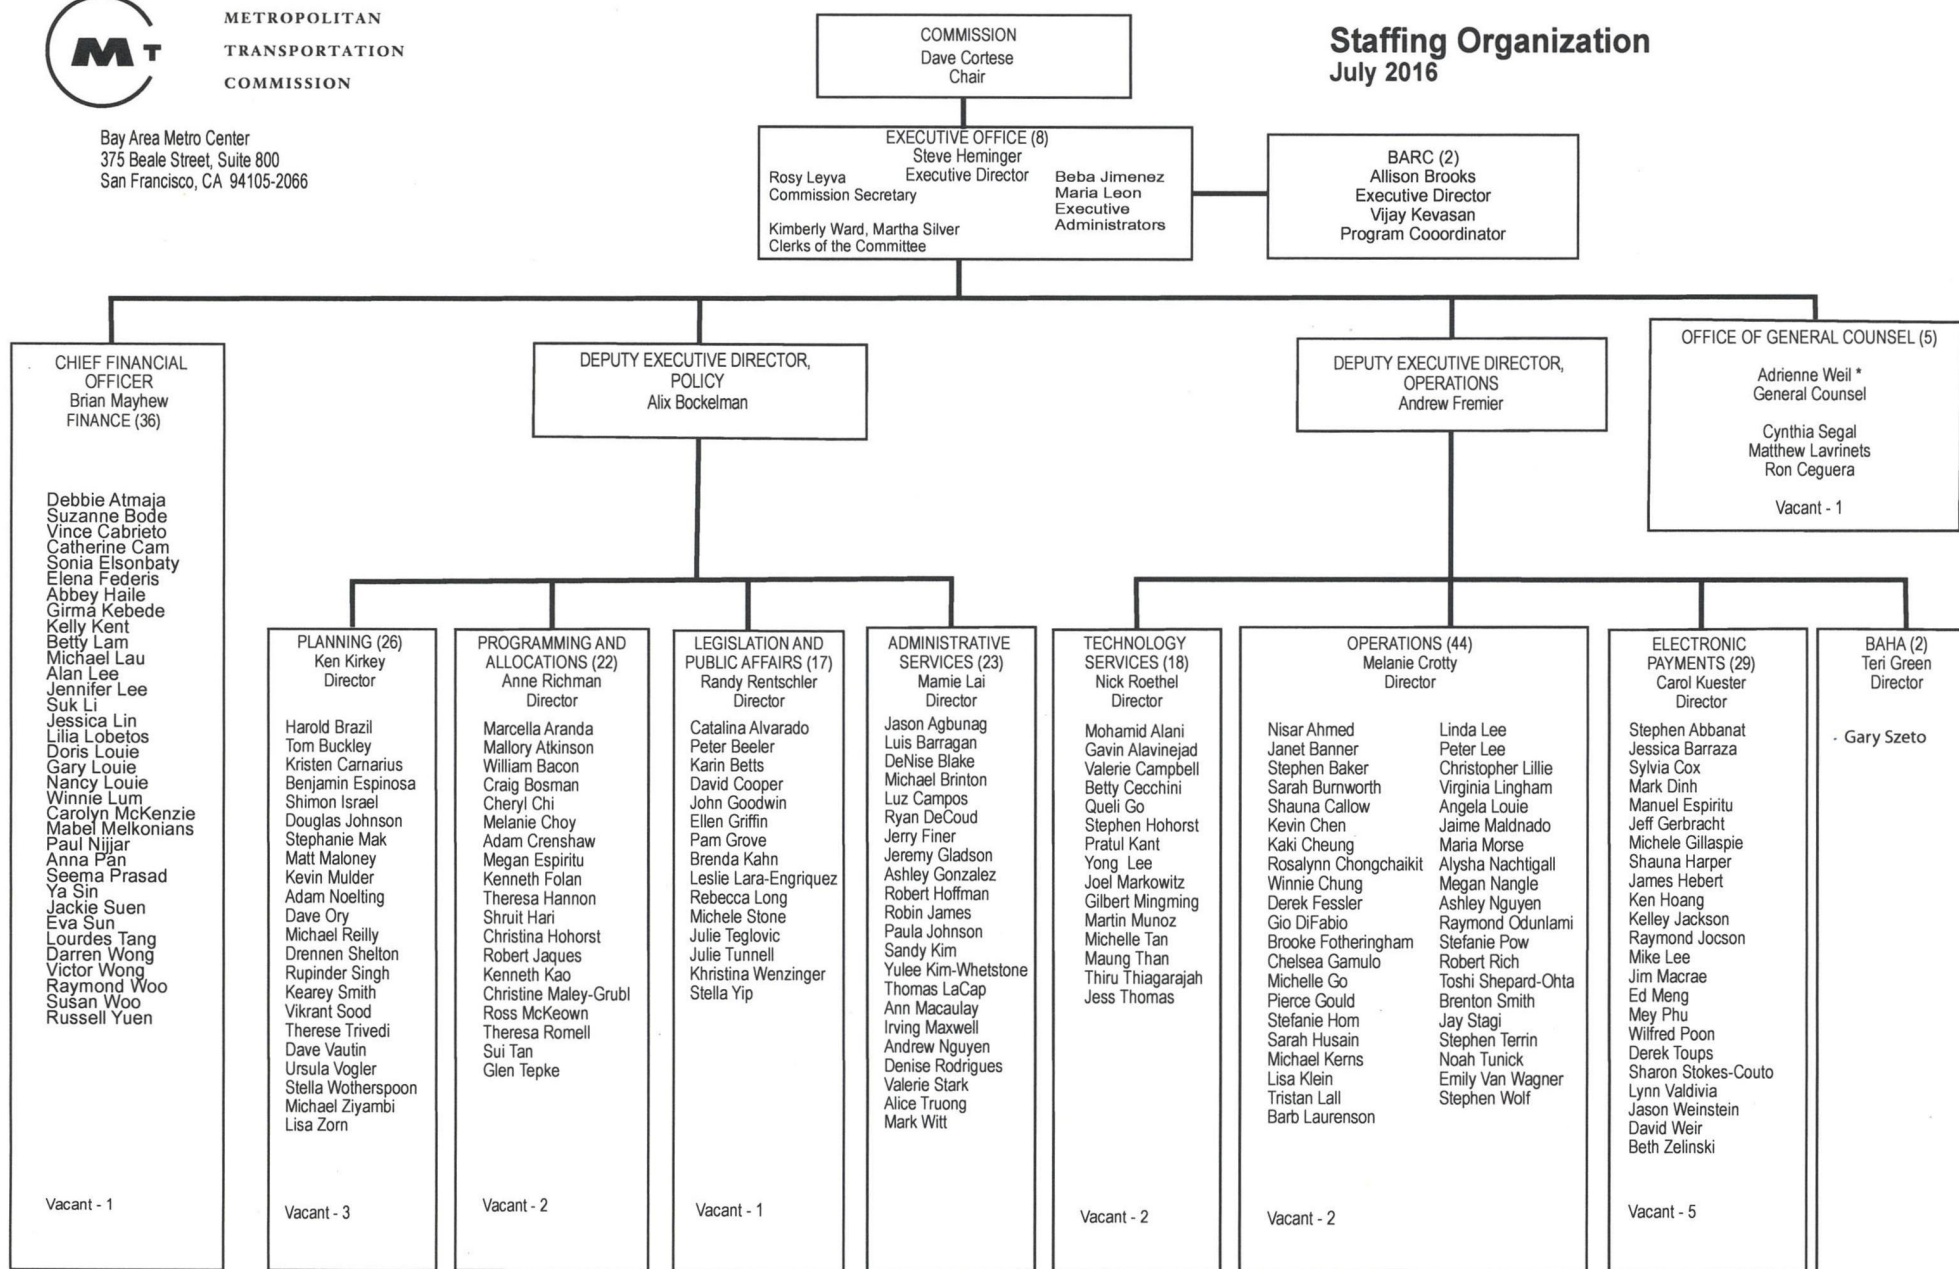 METROPOLITAN
TRANSPORTATION
COMMISSION
MT
Bay Area Metro Center
375 Beale Street, Suite 800
San Francisco, CA 94105-2066
Staffing Organization
July 2016
COMMISSION
Dave Cortese
Chair
EXECUTIVE OFFICE (8)
Steve Heminger
Executive Director
Rosy Leyva
Commission Secretary
Kimberly Ward, Martha Silver
Clerks of the Committee
Beba Jimenez
Maria Leon
Executive
Administrators
BARC (2)
Allison Brooks
Executive Director
Vijay Kevasan
Program Cooordinator
CHIEF FINANCIAL
OFFICER
Brian Mayhew
FINANCE (36)
Debbie Atmaja
Suzanne Bode
Vince Cabrieto
Catherine Cam
Sonia Elsonbaty
Elena Federis
Abbey Haile
Girma Kebede
Kelly Kent
Betty Lam
Michael Lau
Alan Lee
Jennifer Lee
Suk Li
Jessica Lin
Lilia Lobetos
Doris Louie
Gary Louie
Nancy Louie
Winnie Lum
Carolyn McKenzie
Mabel Melkonians
Paul Nijjar
Anna Pan
Seema Prasad
Ya Sin
Jackie Suen
Eva Sun
Lourdes Tang
Darren Wong
Victor Wong
Raymond Woo
Susan Woo
Russell Yuen
Vacant - 1
DEPUTY EXECUTIVE DIRECTOR,
POLICY
Alix Bockelman
DEPUTY EXECUTIVE DIRECTOR,
OPERATIONS
Andrew Fremier
OFFICE OF GENERAL COUNSEL (5)
Adrienne Weil *
General Counsel
Cynthia Segal
Matthew Lavrinets
Ron Ceguera
Vacant - 1
PLANNING (26)
Ken Kirkey
Director
Harold Brazil
Tom Buckley
Kristen Carnarius
Benjamin Espinosa
Shimon Israel
Douglas Johnson
Stephanie Mak
Matt Maloney
Kevin Mulder
Adam Noelting
Dave Ory
Michael Reilly
Drennen Shelton
Rupinder Singh
Kearey Smith
Vikrant Sood
Therese Trivedi
Dave Vautin
Ursula Vogler
Stella Wotherspoon
Michael Ziyambi
Lisa Zorn
Vacant - 3
PROGRAMMING AND
ALLOCATIONS (22)
Anne Richman
Director
Marcella Aranda
Mallory Atkinson
William Bacon
Craig Bosman
Cheryl Chi
Melanie Choy
Adam Crenshaw
Megan Espiritu
Kenneth Folan
Theresa Hannon
Shruit Hari
Christina Hohorst
Robert Jaques
Kenneth Kao
Christine Maley-Grubl
Ross McKeown
Theresa Romell
Sui Tan
Glen Tepke
Vacant - 2
LEGISLATION AND
PUBLIC AFFAIRS (17)
Randy Rentschler
Director
Catalina Alvarado
Peter Beeler
Karin Betts
David Cooper
John Goodwin
Ellen Griffin
Pam Grove
Brenda Kahn
Leslie Lara-Engriquez
Rebecca Long
Michele Stone
Julie Teglovic
Julie Tunnell
Khristina Wenzinger
Stella Yip
Vacant - 1
ADMINISTRATIVE
SERVICES (23)
Mamie Lai
Director
Jason Agbunag
Luis Barragan
DeNise Blake
Michael Brinton
Luz Campos
Ryan DeCoud
Jerry Finer
Jeremy Gladson
Ashley Gonzalez
Robert Hoffman
Robin James
Paula Johnson
Sandy Kim
Yulee Kim-Whetstone
Thomas LaCap
Ann Macaulay
Irving Maxwell
Andrew Nguyen
Denise Rodrigues
Valerie Stark
Alice Truong
Mark Witt
TECHNOLOGY
SERVICES (18)
Nick Roethel
Director
Mohamid Alani
Gavin Alavinejad
Valerie Campbell
Betty Cecchini
Queli Go
Stephen Hohorst
Pratul Kant
Yong Lee
Joel Markowitz
Gilbert Mingming
Martin Munoz
Michelle Tan
Maung Than
Thiru Thiagarajah
Jess Thomas
Vacant - 2
OPERATIONS (44)
Melanie Crotty
Director
Nisar Ahmed
Janet Banner
Stephen Baker
Sarah Burnworth
Shauna Callow
Kevin Chen
Kaki Cheung
Rosalynn Chongchaikit
Winnie Chung
Derek Fessler
Gio DiFabio
Brooke Fotheringham
Chelsea Gamulo
Michelle Go
Pierce Gould
Stefanie Hom
Sarah Husain
Michael Kerns
Lisa Klein
Tristan Lall
Barb Laurenson
Vacant - 2
Linda Lee
Peter Lee
Christopher Lillie
Virginia Lingham
Angela Louie
Jaime Maldnado
Maria Morse
Alysha Nachtigall
Megan Nangle
Ashley Nguyen
Raymond Odunlami
Stefanie Pow
Robert Rich
Toshi Shepard-Ohta
Brenton Smith
Jay Stagi
Stephen Terrin
Noah Tunick
Emily Van Wagner
Stephen Wolf
ELECTRONIC
PAYMENTS (29)
Carol Kuester
Director
Stephen Abbanat
Jessica Barraza
Sylvia Cox
Mark Dinh
Manuel Espiritu
Jeff Gerbracht
Michele Gillaspie
Shauna Harper
James Hebert
Ken Hoang
Kelley Jackson
Raymond Jocson
Mike Lee
Jim Macrae
Ed Meng
Mey Phu
Wilfred Poon
Derek Toups
Sharon Stokes-Couto
Lynn Valdivia
Jason Weinstein
David Weir
Beth Zelinski
Vacant - 5
BAHA (2)
Teri Green
Director
Gary Szeto